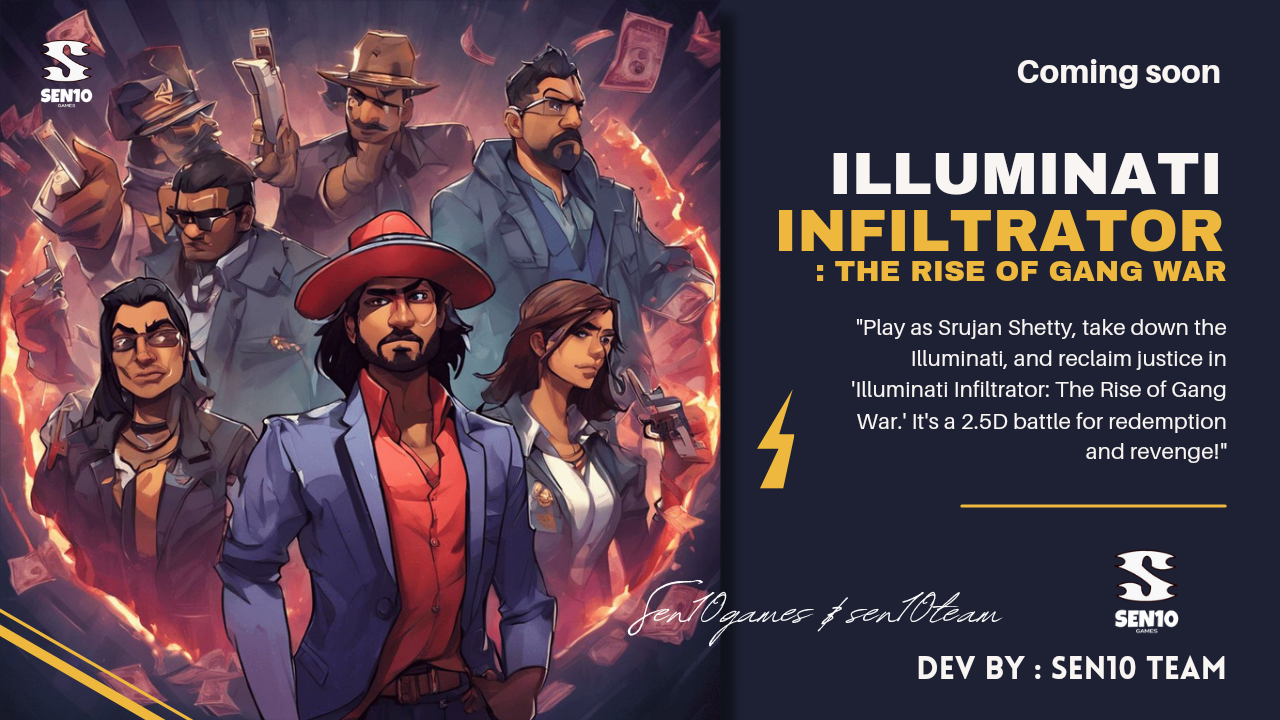 SEN10
GAMES
Coming soon
ILLUMINATI
INFILTRATOR
: THE RISE OF GANG WAR
"Play as Srujan Shetty, take down the
Illuminati, and reclaim justice in
'Illuminati Infiltrator: The Rise of Gang
War.' It's a 2.5D battle for redemption
and revenge!"
Sen10games & sen10team
SEN10
GAMES
DEV BY : SEN10 TEAM